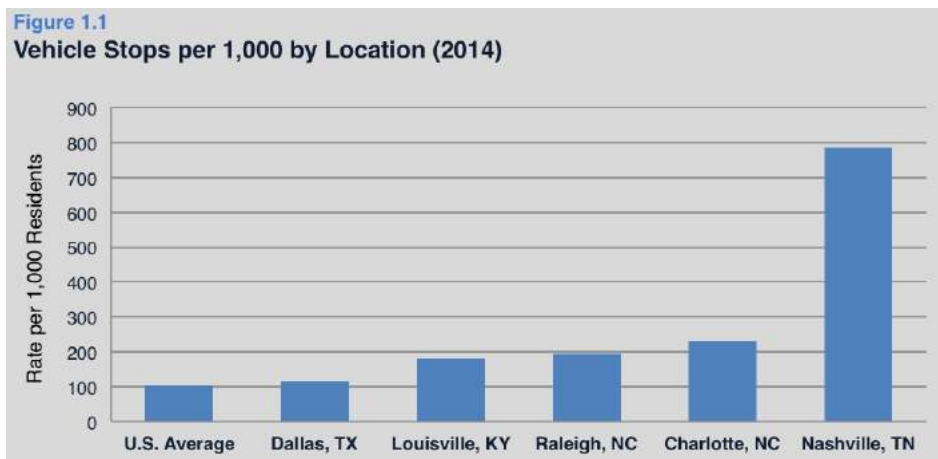 Figure 1.1
Vehicle Stops per 1,000 by Location (2014)
Rate per 1,000 Residents
900
800
700
600
500
400
300
200
100
0
U.S. Average Dallas, TX Louisville, KY Raleigh, NC Charlotte, NC Nashville, TN